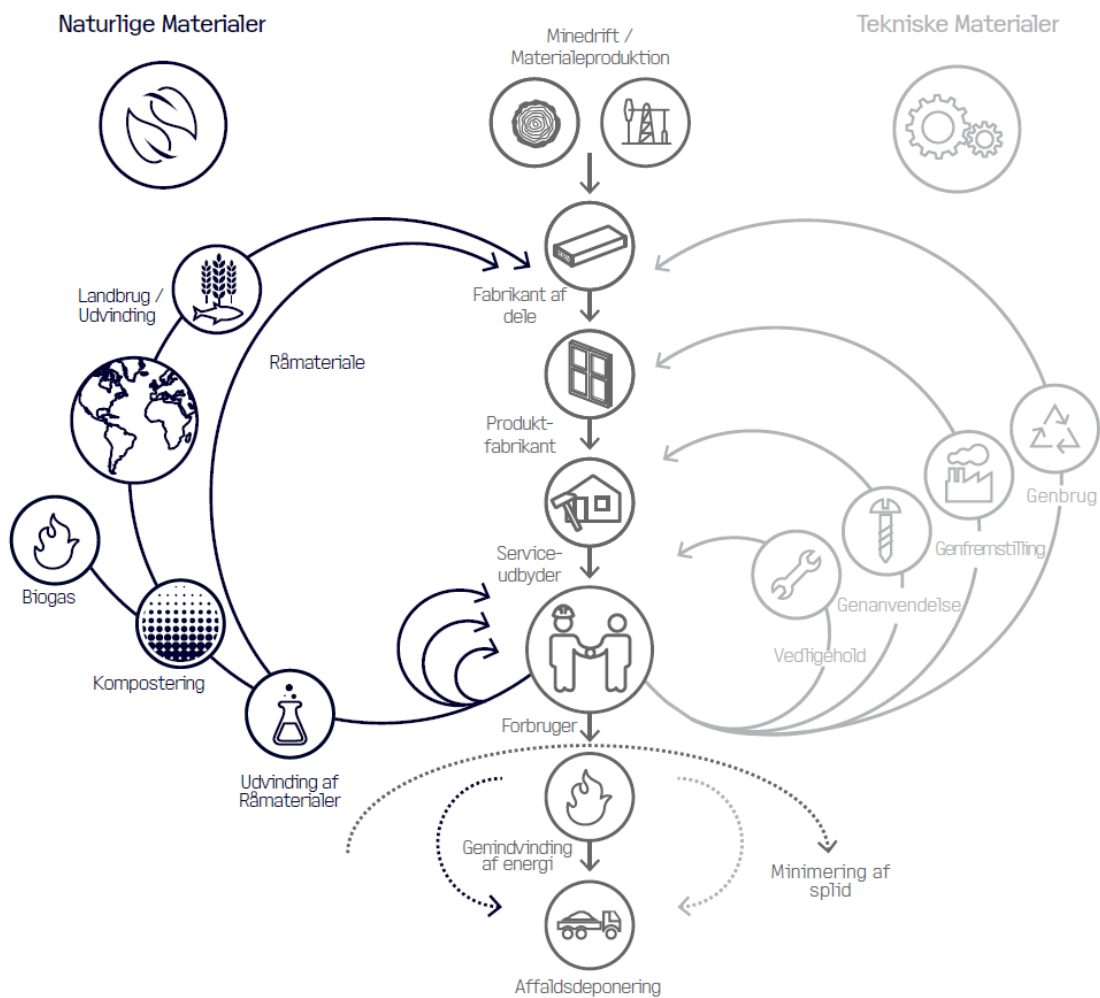 Naturlige Materialer
Minedrift /
Materialeproduktion
Tekniske Materialer
Landbrug /
Udvinding
Fabrikant af
dele
Råmateriale
Produkt-
fabrikant
Genbrug
Service-
udbyder
Genfremstilling
Biogas
Genanvendelse
Vedligehold
Kompostering
Forbruger
Udvinding af
Råmaterialer
Genindvinding
af energi
Minimering af
splid
Affaldsdeponering